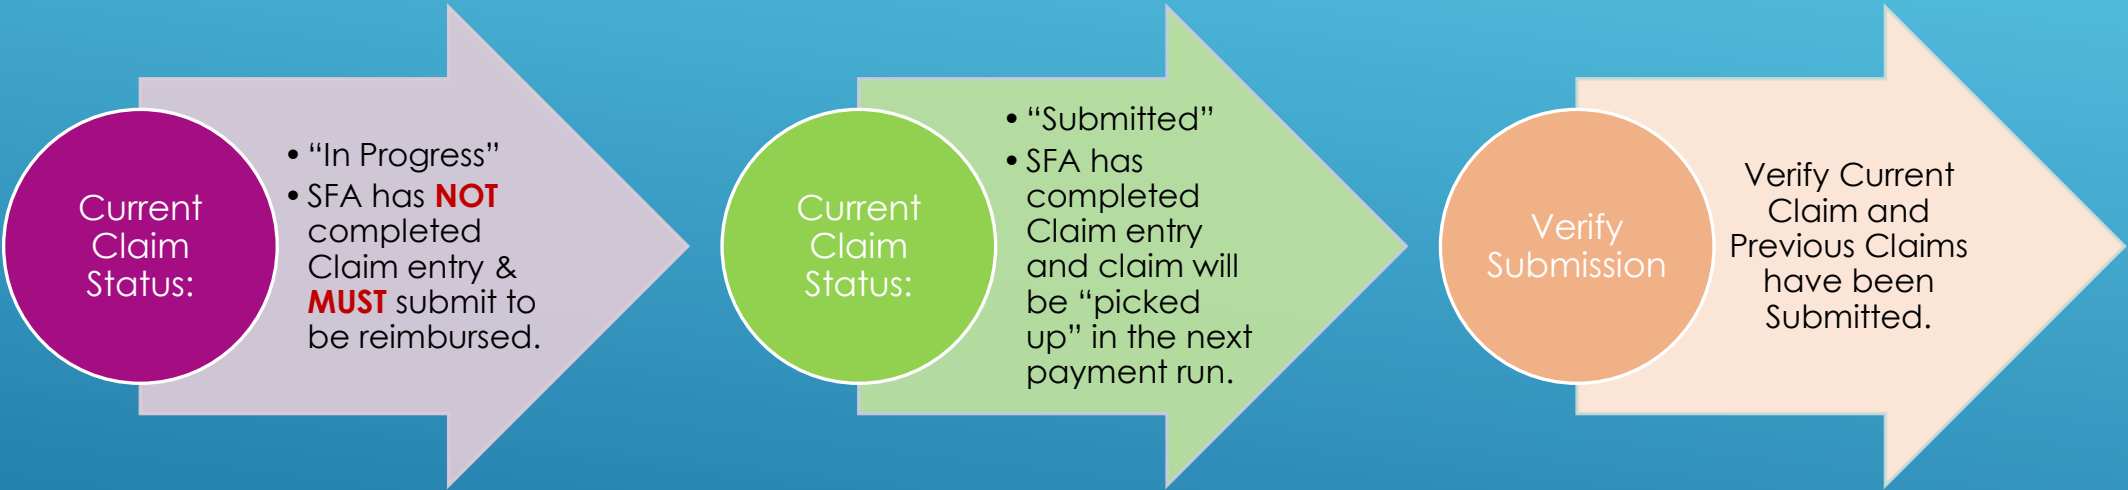 Current
Claim
Status:
• “In Progress”
• SFA has NOT
completed
Claim entry &
MUST submit to
be reimbursed.
Current
Claim
Status:
• “Submitted”
• SFA has
completed
Claim entry
and claim will
be “picked
up” in the next
payment run.
Verify
Submission
Verify Current
Claim and
Previous Claims
have been
Submitted.